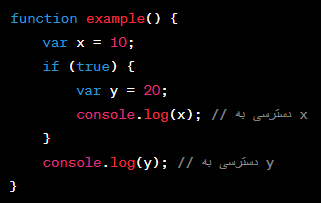 function example() {
    var x = 10;
    if (true) {
        var y = 20;
        console.log(x); // دسترسی به x
    }
    console.log(y); // دسترسی به y
}